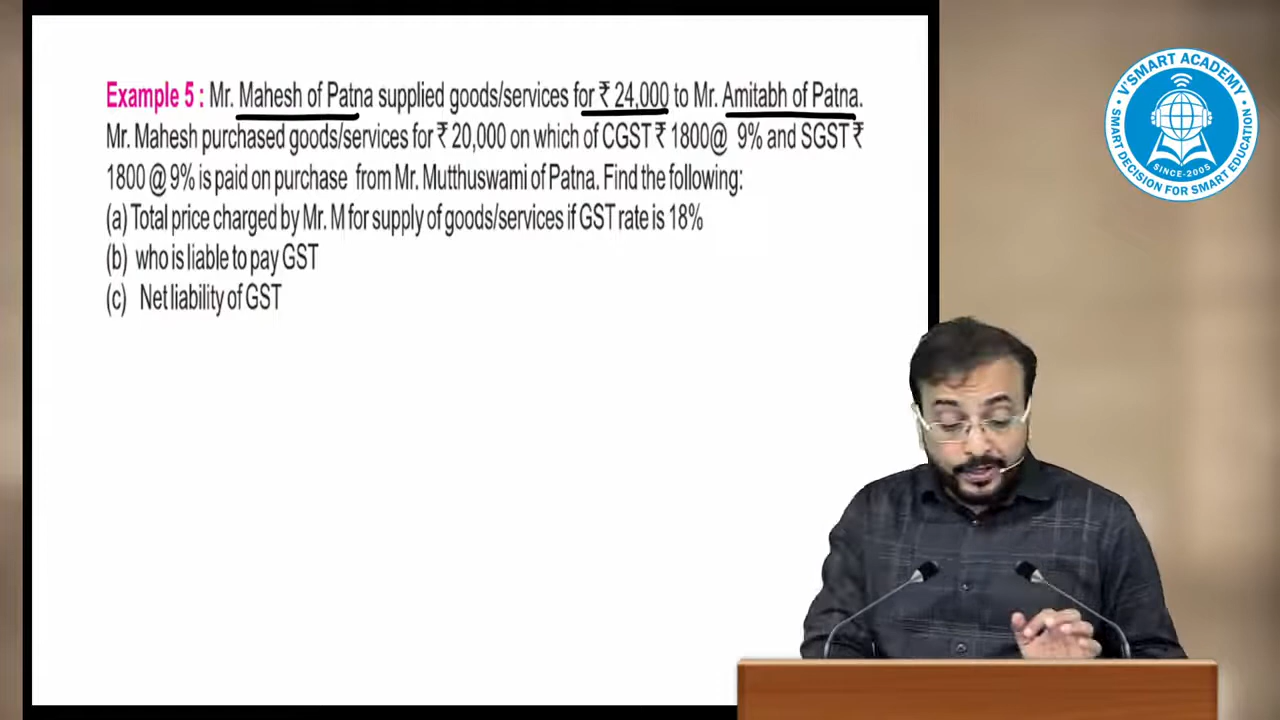 Example 5 : Mr. Mahesh of Patna supplied goods/services for ₹ 24,000 to Mr. Amitabh of Patna.
Mr. Mahesh purchased goods/services for ₹ 20,000 on which of CGST ₹ 1800@ 9% and SGST ₹
1800 @ 9% is paid on purchase from Mr. Mutthuswami of Patna. Find the following:
(a) Total price charged by Mr. M for supply of goods/services if GST rate is 18%
(b) who is liable to pay GST
(c) Net liability of GST
V'SMART ACADEMY
SINCE-2005
SMART DECISION FOR SMART EDUCATION